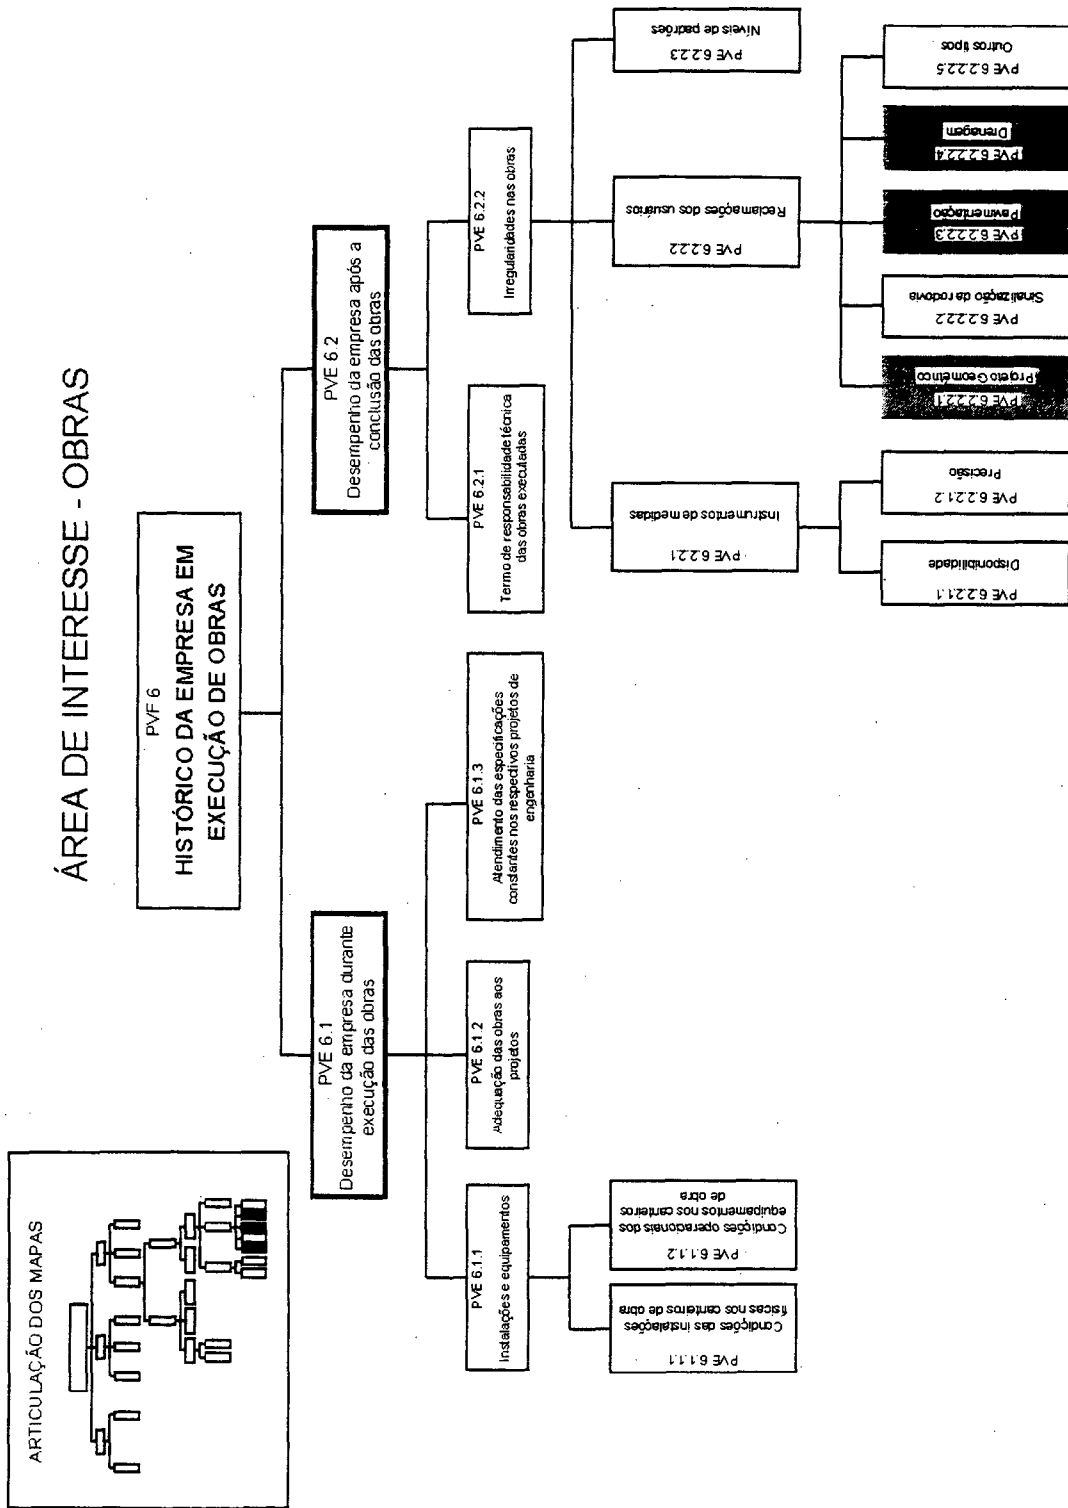 ÁREA DE INTERESSE - OBRAS
ARTICULAÇÃO DOS MAPAS
PVF 6
HISTÓRICO DA EMPRESA EM
EXECUÇÃO DE OBRAS
PVE 6.1
Desempenho da empresa durante
execução das obras
PVE 6.2
Desempenho da empresa após a
conclusão das obras
PVE 6.1.1
Instalações e equipamentos
PVE 6.1.2
Adequação das obras aos
projetos
PVE 6.1.3
Atendimento das especificações
constantes nos respectivos projetos de
engenharia
PVE 6.2.1
Termo de responsabilidade técnica
das obras executadas
PVE 6.2.2
Irregularidades nas obras
PVE 6.1.1.1
Condições das instalações
físicas nos canteiros de obra
PVE 6.1.1.2
Condições operacionais dos
equipamentos nos canteiros
de obra
PVE 6.2.2.1
Instrumentos de medidas
PVE 6.2.2.2
Reclamações dos usuários
PVE 6.2.2.3
Níveis de padrões
PVE 6.2.2.1.1
Disponibilidade
PVE 6.2.2.1.2
Precisão
PVE 6.2.2.2.1
Projeto Geométrico
PVE 6.2.2.2.2
Sinalização da rodovia
PVE 6.2.2.2.3
Pavimentação
PVE 6.2.2.2.4
Drenagem
PVE 6.2.2.2.5
Outros tipos